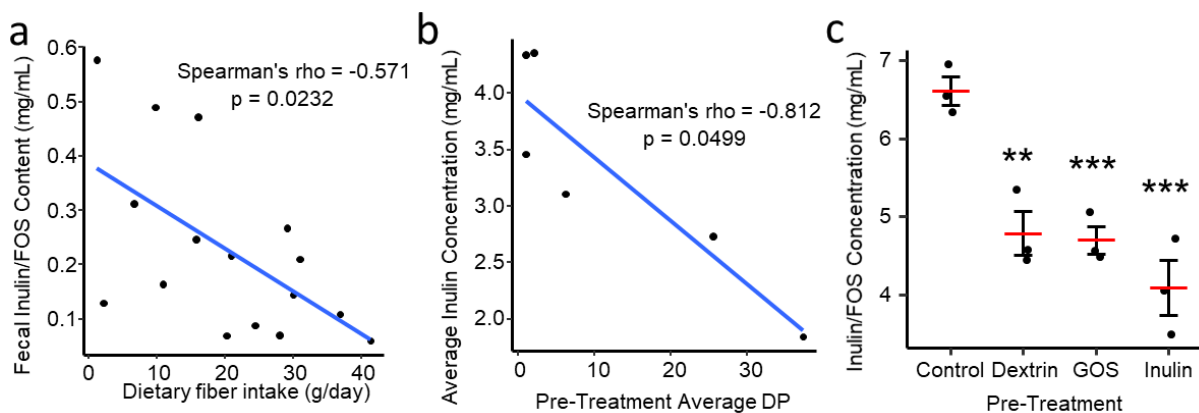 a
Fecal Inulin/FOS Content (mg/mL)
0.6
0.5
0.4
0.3
0.2
0.1
Spearman's rho = -0.571
p = 0.0232
0 10 20 30 40
Dietary fiber intake (g/day)
b
Average Inulin Concentration (mg/mL)
4.0
3.5
3.0
2.5
2.0
Spearman's rho = -0.812
p = 0.0499
0 10 20 30
Pre-Treatment Average DP
c
Inulin/FOS Concentration (mg/mL)
7
6
5
4
**
***
***
Control Dextrin GOS Inulin
Pre-Treatment